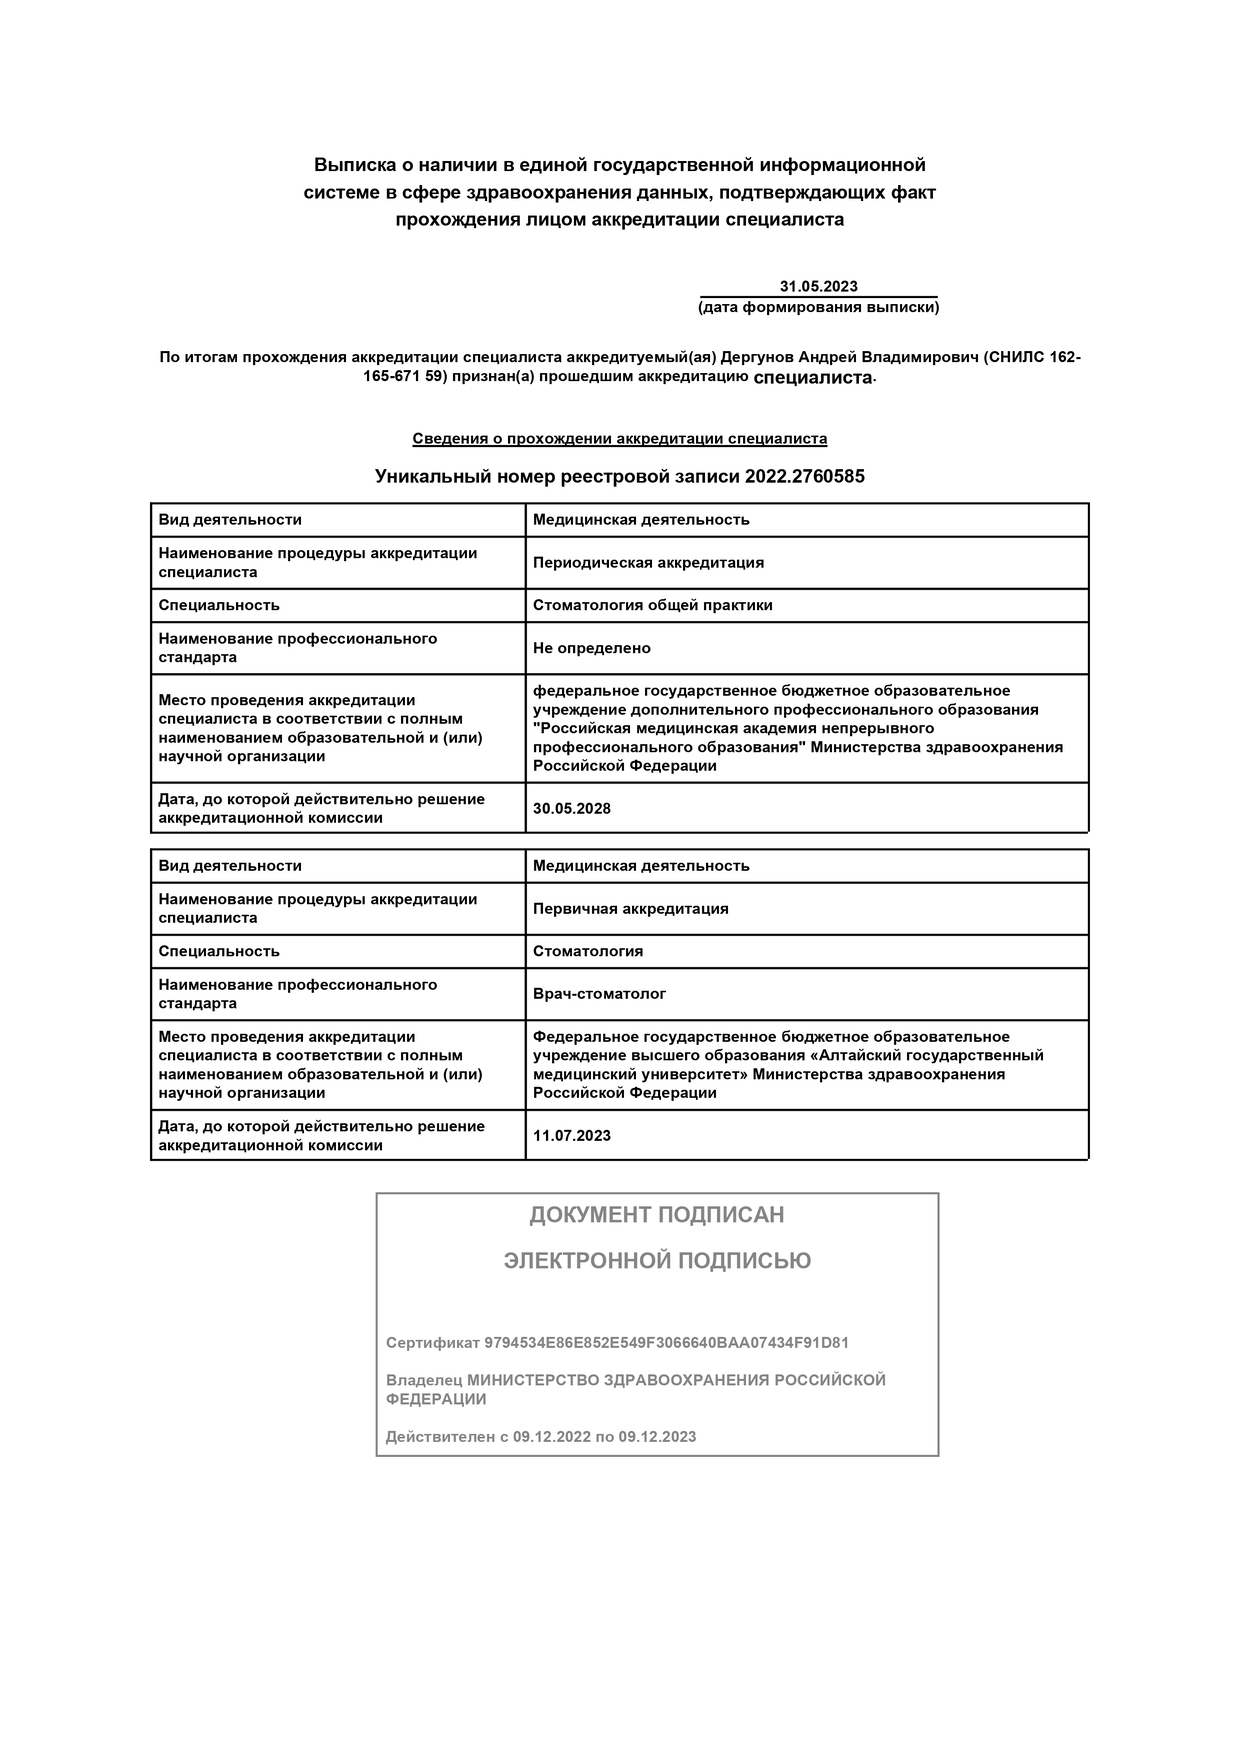 Выписка о наличии в единой государственной информационной
системе в сфере здравоохранения данных, подтверждающих факт
прохождения лицом аккредитации специалиста
31.05.2023
(дата формирования выписки)
По итогам прохождения аккредитации специалиста аккредитуемый(ая) Дергунов Андрей Владимирович (СНИЛС 162-
165-671 59) признан(а) прошедшим аккредитацию специалиста.
Сведения о прохождении аккредитации специалиста
Уникальный номер реестровой записи 2022.2760585
Вид деятельности
Медицинская деятельность
Наименование процедуры аккредитации
специалиста
Периодическая аккредитация
Специальность
Стоматология общей практики
Наименование профессионального
стандарта
Не определено
Место проведения аккредитации
специалиста в соответствии с полным
наименованием образовательной и (или)
научной организации
федеральное государственное бюджетное образовательное
учреждение дополнительного профессионального образования
"Российская медицинская академия непрерывного
профессионального образования" Министерства здравоохранения
Российской Федерации
Дата, до которой действительно решение
аккредитационной комиссии
30.05.2028
Вид деятельности
Медицинская деятельность
Наименование процедуры аккредитации
специалиста
Первичная аккредитация
Специальность
Стоматология
Наименование профессионального
стандарта
Врач-стоматолог
Место проведения аккредитации
специалиста в соответствии с полным
наименованием образовательной и (или)
научной организации
Федеральное государственное бюджетное образовательное
учреждение высшего образования «Алтайский государственный
медицинский университет» Министерства здравоохранения
Российской Федерации
Дата, до которой действительно решение
аккредитационной комиссии
11.07.2023
ДОКУМЕНТ ПОДПИСАН
ЭЛЕКТРОННОЙ ПОДПИСЬЮ
Сертификат 9794534E86E852E549F3066640BAA07434F91D81
Владелец МИНИСТЕРСТВО ЗДРАВООХРАНЕНИЯ РОССИЙСКОЙ
ФЕДЕРАЦИИ
Действителен с 09.12.2022 по 09.12.2023